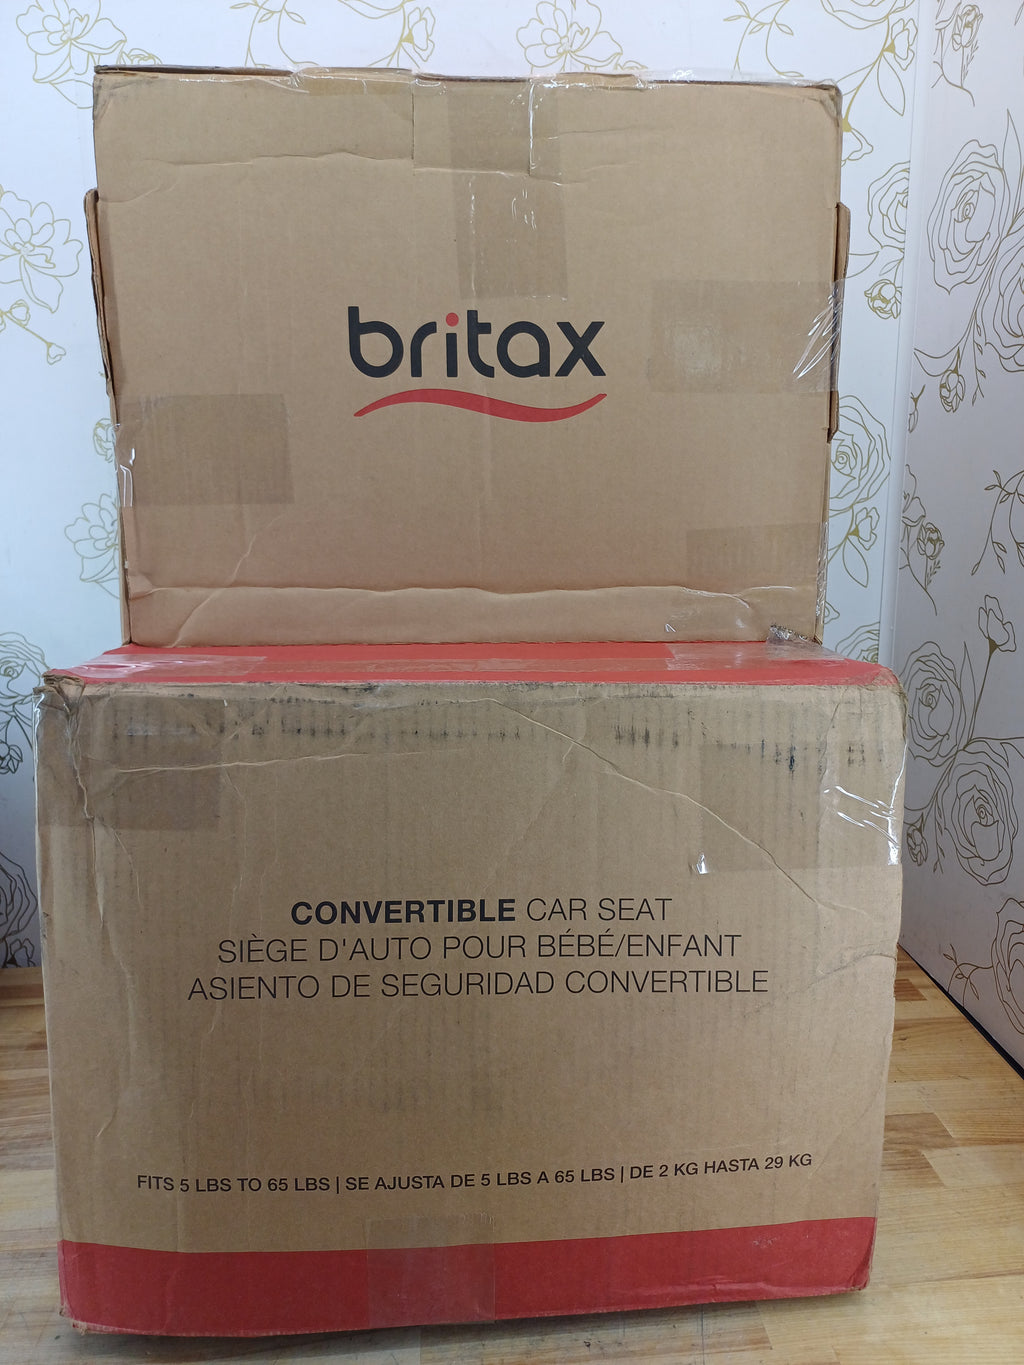 britax
CONVERTIBLE CAR SEAT
SIÈGE D'AUTO POUR BÉBÉ/ENFANT
ASIENTO DE SEGURIDAD CONVERTIBLE
FITS 5 LBS TO 65 LBS | SE AJUSTA DE 5 LBS A 65 LBS | DE 2 KG HASTA 29 KG